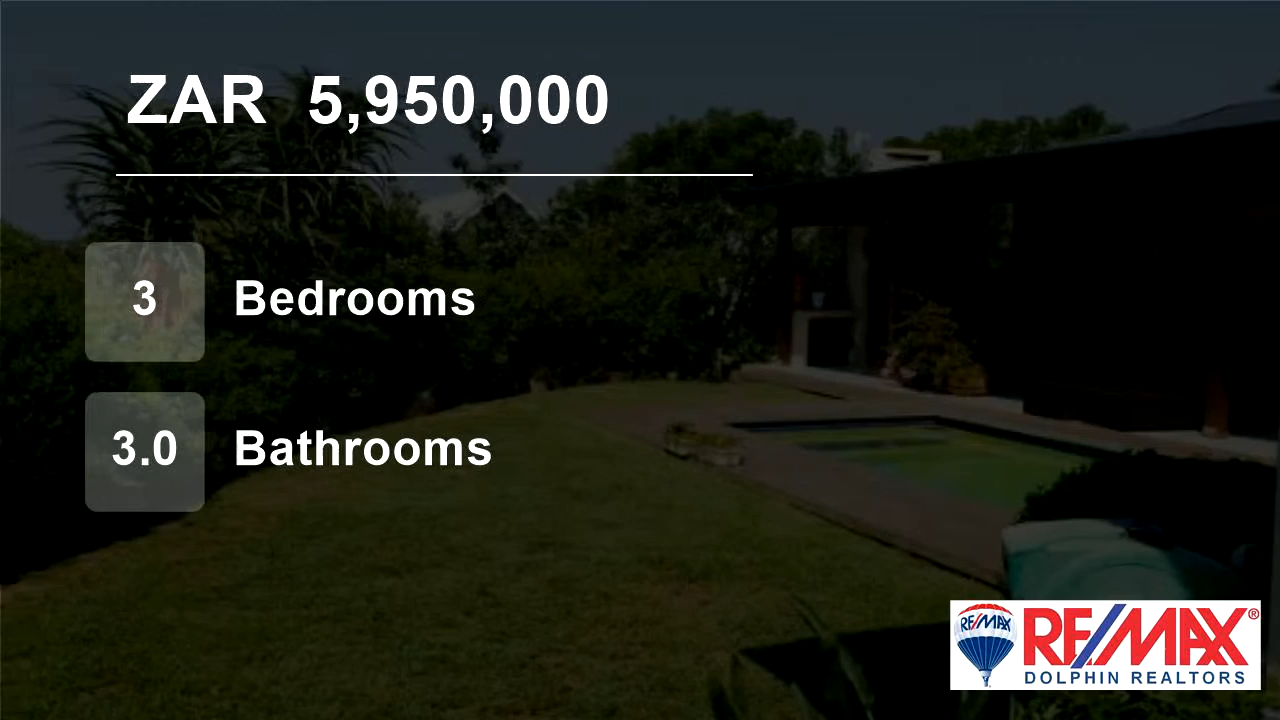 ZAR 5,950,000
3 Bedrooms
3.0 Bathrooms
RE/MAX
RE/MAX®
DOLPHIN REALTORS